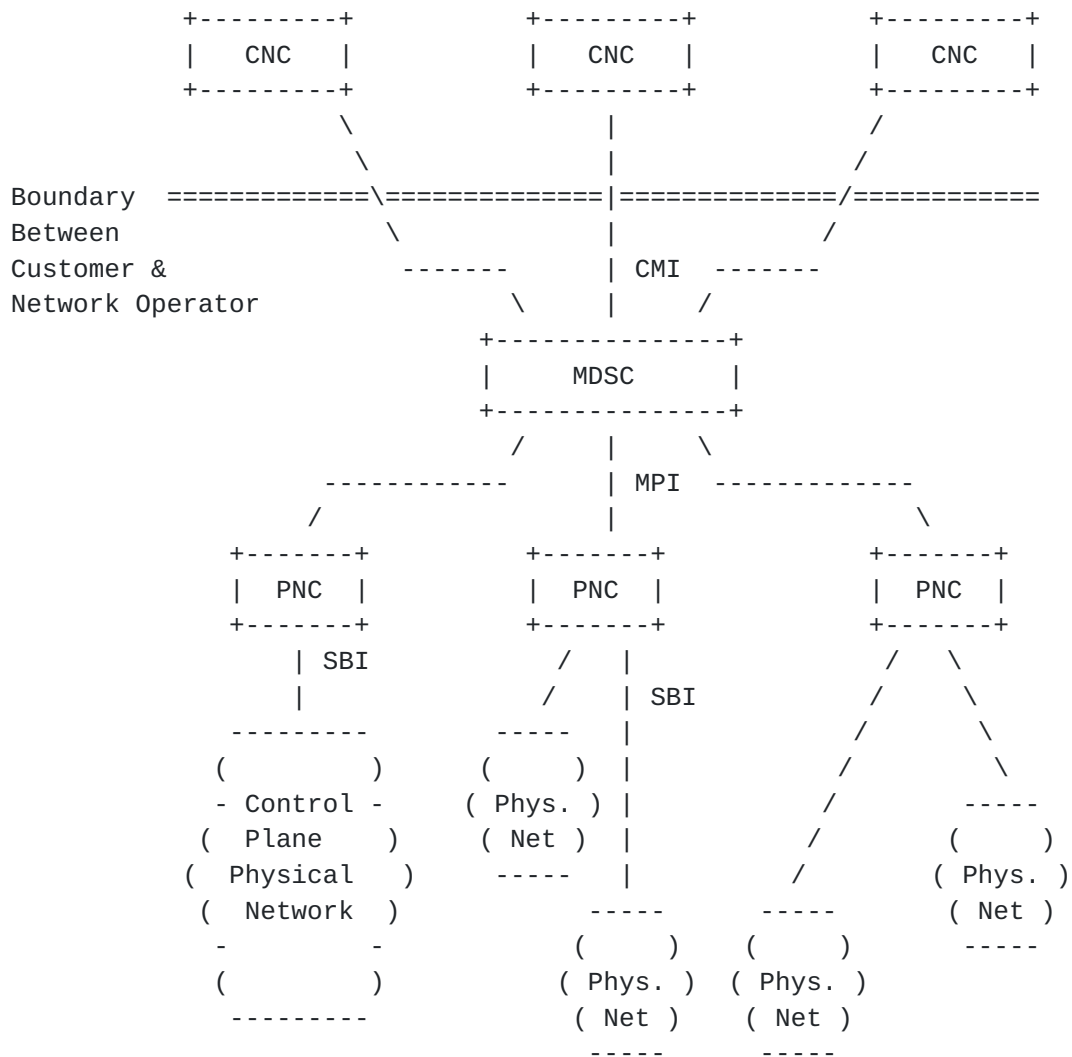 CNC CNC CNC
Boundary
Between
Customer & CMI
Network Operator
MDSC
MPI
PNC PNC PNC
SBI
SBI
Control Phys.
Plane Net
Physical Phys.
Network Net
Phys. Phys.
Net Net